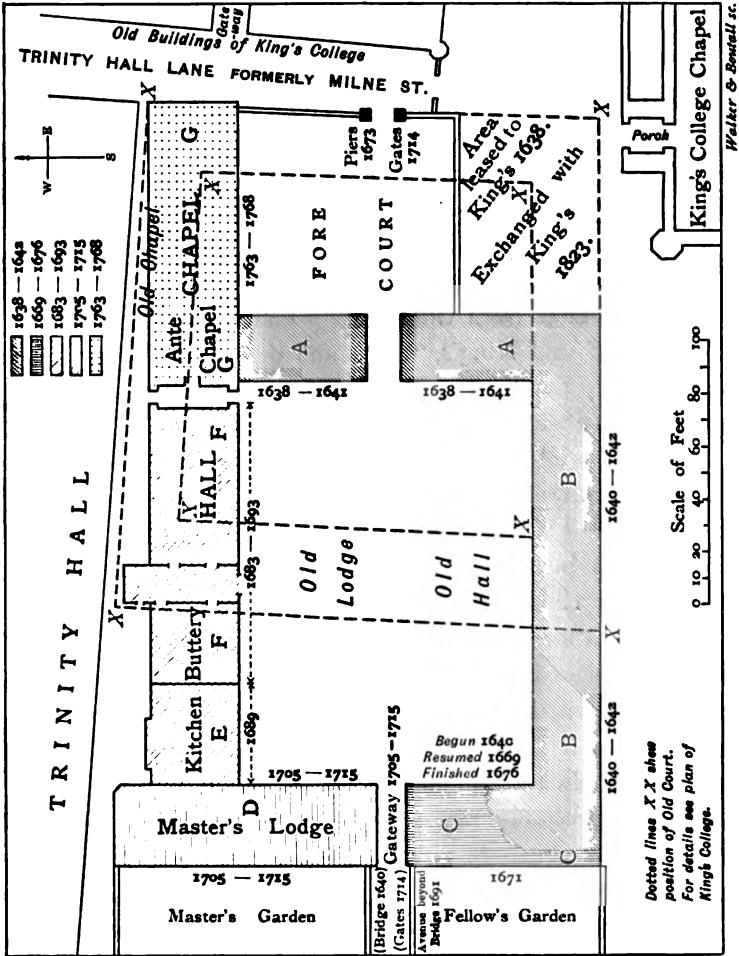 Old Buildings of King's College
Gate-
way
TRINITY HALL LANE FORMERLY MILNE ST.
W E
S
1638—1642
1669—1676
1683—1693
1705—1715
1763—1768
TRINITY HALL
X
Old Chapel
G
CHAPEL
X
Ante
Chapel
G
1763—1768
FORE
COURT
Piers
1673
Gates
1714
Area
leased to
King's 1638.
Exchanged with
King's
1823.
X
X
Porch
King's College Chapel
Walker & Boutall sc.
A
1638—1641
A
1638—1641
HALL F
X
1683—1693
X
Buttery
F
Kitchen
E
1689
Old
Lodge
Old
Hall
X
X
B
1640—1642
B
1640—1642
Scale of Feet
0 10 20 40 60 80 100
1705—1715
D
Master's Lodge
1705—1715
Master's Garden
Gateway 1705—1715
(Bridge 1640)
(Gates 1714)
Begun 1640
Resumed 1669
Finished 1676
C
C
1671
Avenue beyond
Bridge 1691
Fellow's Garden
Dotted lines X X shew
position of Old Court.
For details see plan of
King's College.